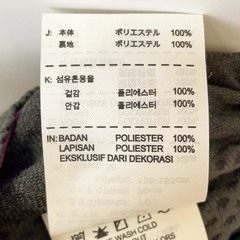 J: 本体 ポリエステル 100%
裏地 ポリエステル 100%
K: 섬유혼용율
겉감 폴리에스터 100%
안감 폴리에스터 100%
IN: BADAN POLIESTER 100%
LAPISAN POLIESTER 100%
EKSKLUSIF DARI DEKORASI
WASH COLD